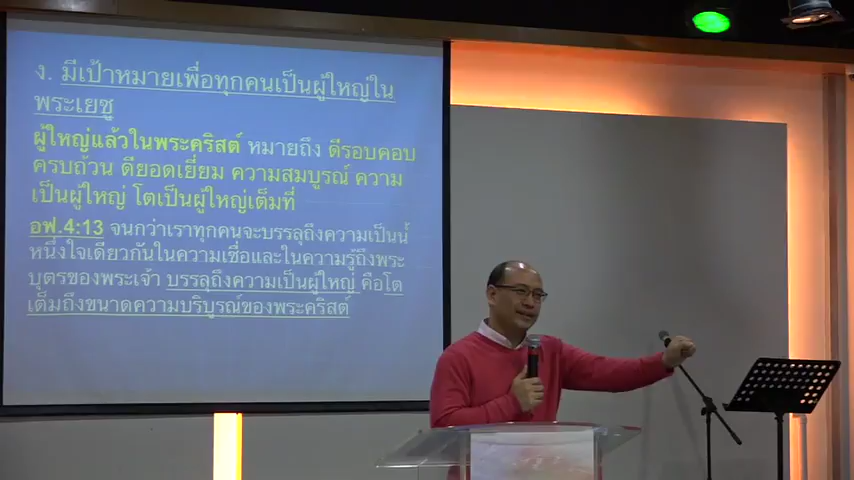 ง. มีเป้าหมายเพื่อทุกคนเป็นผู้ใหญ่ใน
พระเยซู
ผู้ใหญ่แล้วในพระคริสต์ หมายถึง ดีรอบคอบ
ครบถ้วน ดียอดเยี่ยม ความสมบูรณ์ ความ
เป็นผู้ใหญ่ โตเป็นผู้ใหญ่เต็มที่
อฟ.4:13 จนกว่าเราทุกคนจะบรรลุถึงความเป็นน้ำ
หนึ่งใจเดียวกันในความเชื่อและในความรู้ถึงพระ
บุตรของพระเจ้า บรรลุถึงความเป็นผู้ใหญ่ คือโต
เต็มถึงขนาดความบริบูรณ์ของพระคริสต์